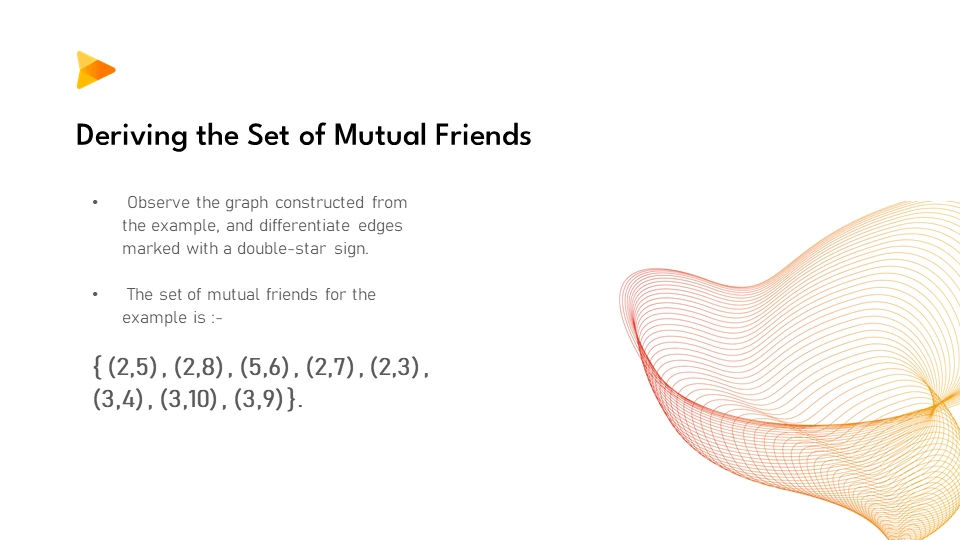 Deriving the Set of Mutual Friends
• Observe the graph constructed from
the example, and differentiate edges
marked with a double-star sign.
• The set of mutual friends for the
example is :-
{ (2,5) , (2,8) , (5,6) , (2,7) , (2,3) ,
(3,4) , (3,10) , (3,9) }.